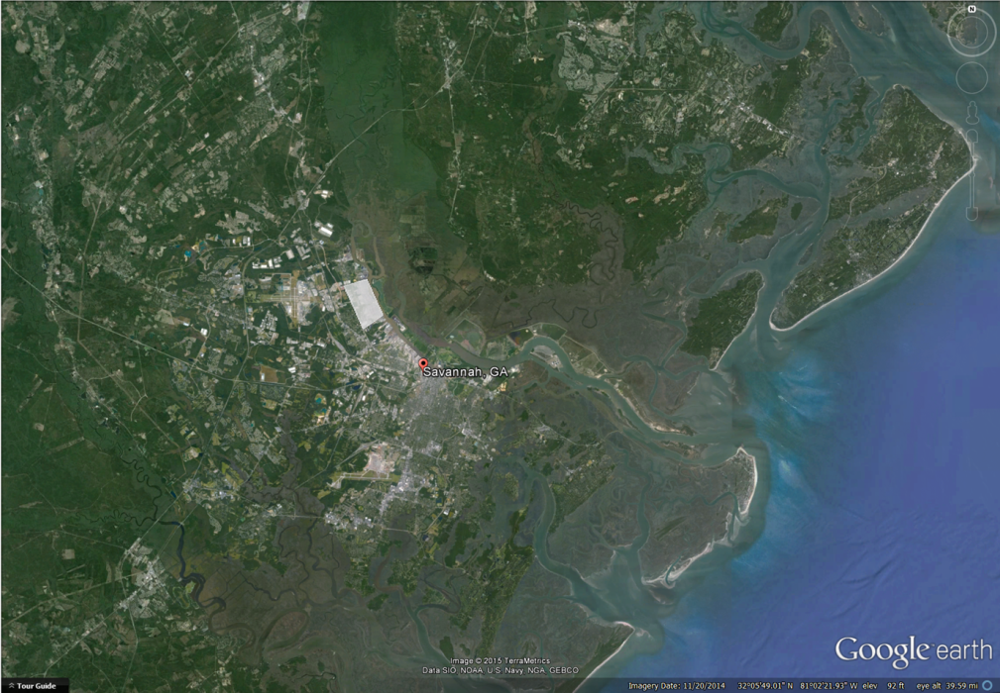 N
Savannah, GA
Image © 2015 TerraMetrics
Data SIO, NOAA, U.S. Navy, NGA, GEBCO
Google earth
Tour Guide
Imagery Date: 11/20/2014 32°05'49.01" N 81°02'21.93" W elev 92 ft eye alt 39.59 mi